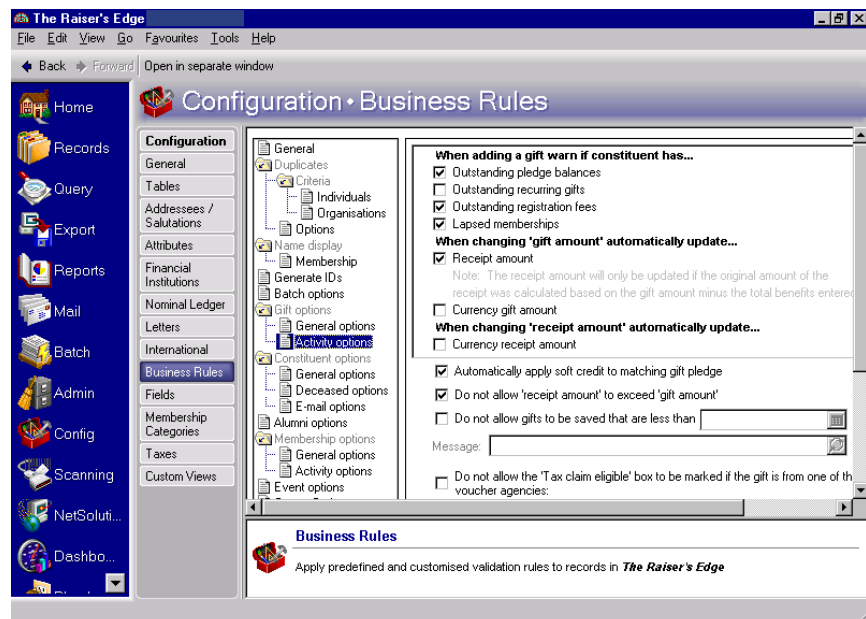 The Raiser's Edge
File Edit View Go Favourites Tools Help
Back Forward Open in separate window
Configuration • Business Rules
Home
Records
Query
Export
Reports
Mail
Batch
Admin
Config
Scanning
NetSoluti...
Dashbo...
Configuration
General
Tables
Addressees /
Salutations
Attributes
Financial
Institutions
Nominal Ledger
Letters
International
Business Rules
Fields
Membership
Categories
Taxes
Custom Views
General
Duplicates
Criteria
Individuals
Organisations
Options
Name display
Membership
Generate IDs
Batch options
Gift options
General options
Activity options
Constituent options
General options
Deceased options
E-mail options
Alumni options
Membership options
General options
Activity options
Event options
When adding a gift warn if constituent has...
Outstanding pledge balances
Outstanding recurring gifts
Outstanding registration fees
Lapsed memberships
When changing 'gift amount' automatically update...
Receipt amount
Note: The receipt amount will only be updated if the original amount of the
receipt was calculated based on the gift amount minus the total benefits entered
Currency gift amount
When changing 'receipt amount' automatically update...
Currency receipt amount
Automatically apply soft credit to matching gift pledge
Do not allow 'receipt amount' to exceed 'gift amount'
Do not allow gifts to be saved that are less than
Message:
Do not allow the 'Tax claim eligible' box to be marked if the gift is from one of th
voucher agencies:
Business Rules
Apply predefined and customised validation rules to records in The Raiser's Edge